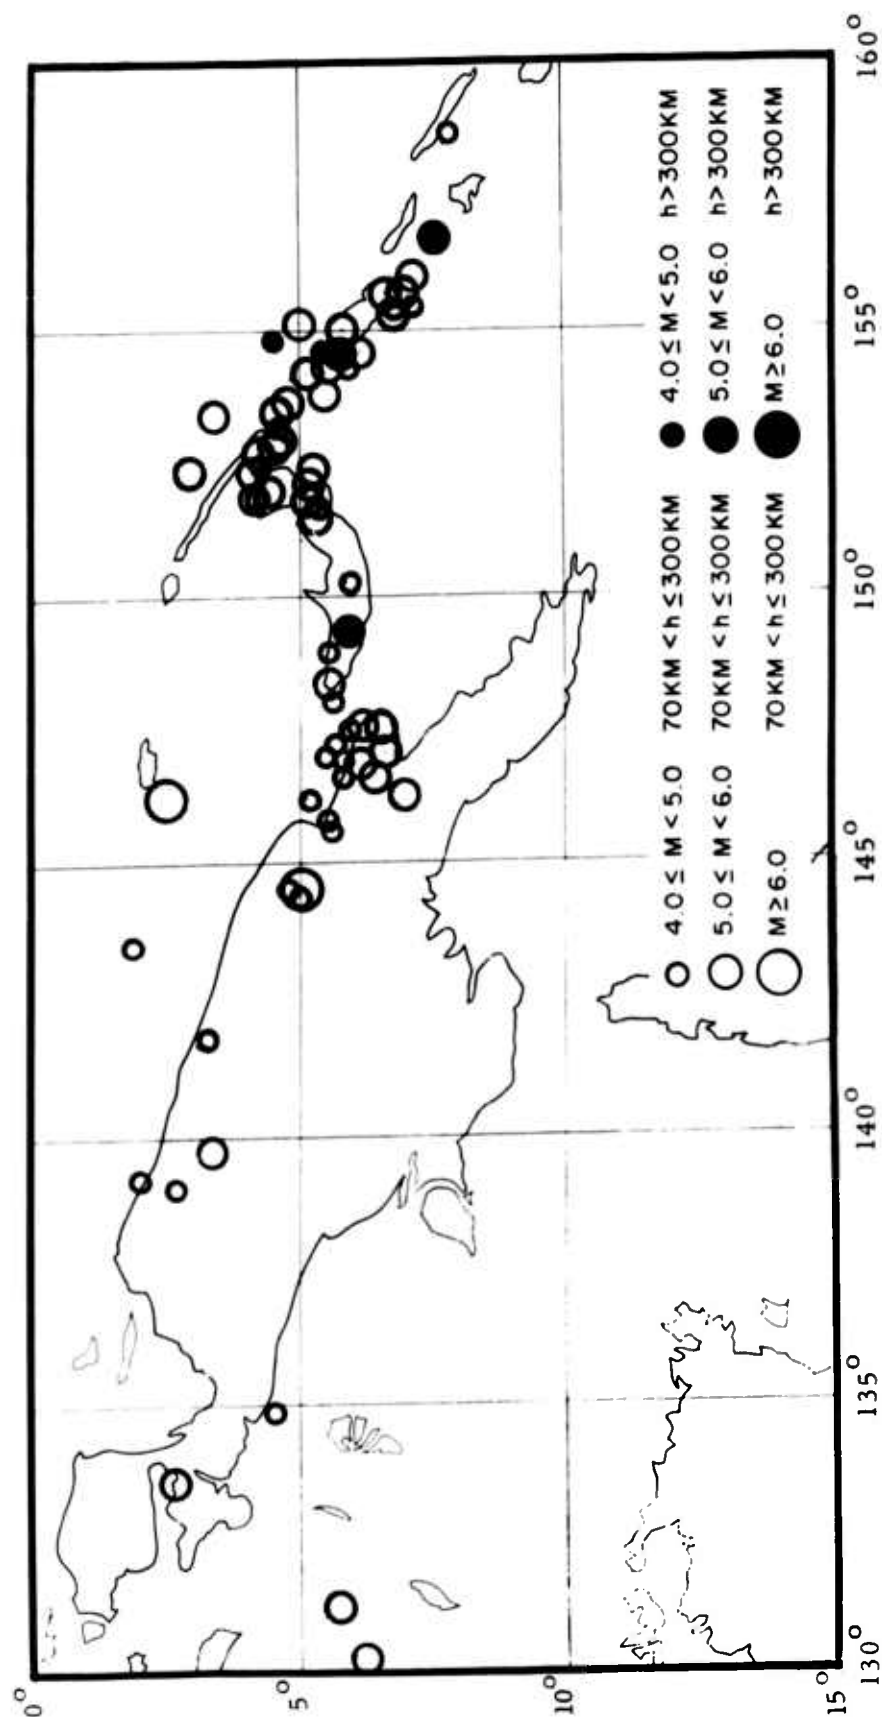 0°
5°
10°
15°
130°
135°
140°
145°
150°
155°
160°
4.0 ≤ M < 5.0 70KM < h ≤ 300KM
5.0 ≤ M < 6.0 70KM < h ≤ 300KM
M ≥ 6.0 70KM < h ≤ 300KM
4.0 ≤ M < 5.0 h > 300KM
5.0 ≤ M < 6.0 h > 300KM
M ≥ 6.0 h > 300KM